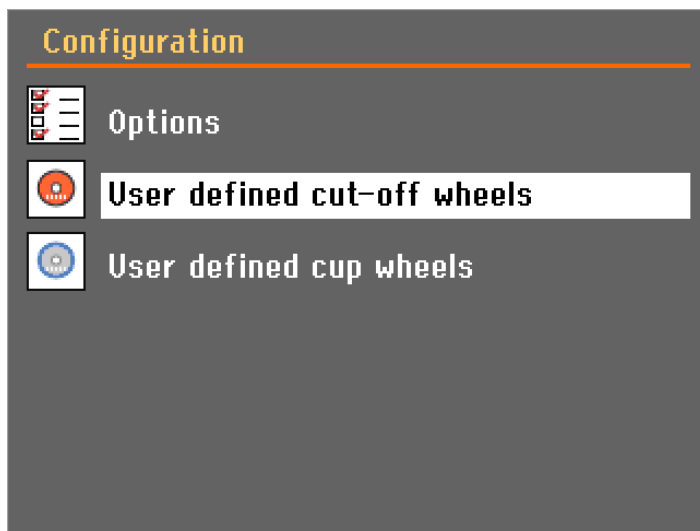 Configuration
Options
User defined cut-off wheels
User defined cup wheels